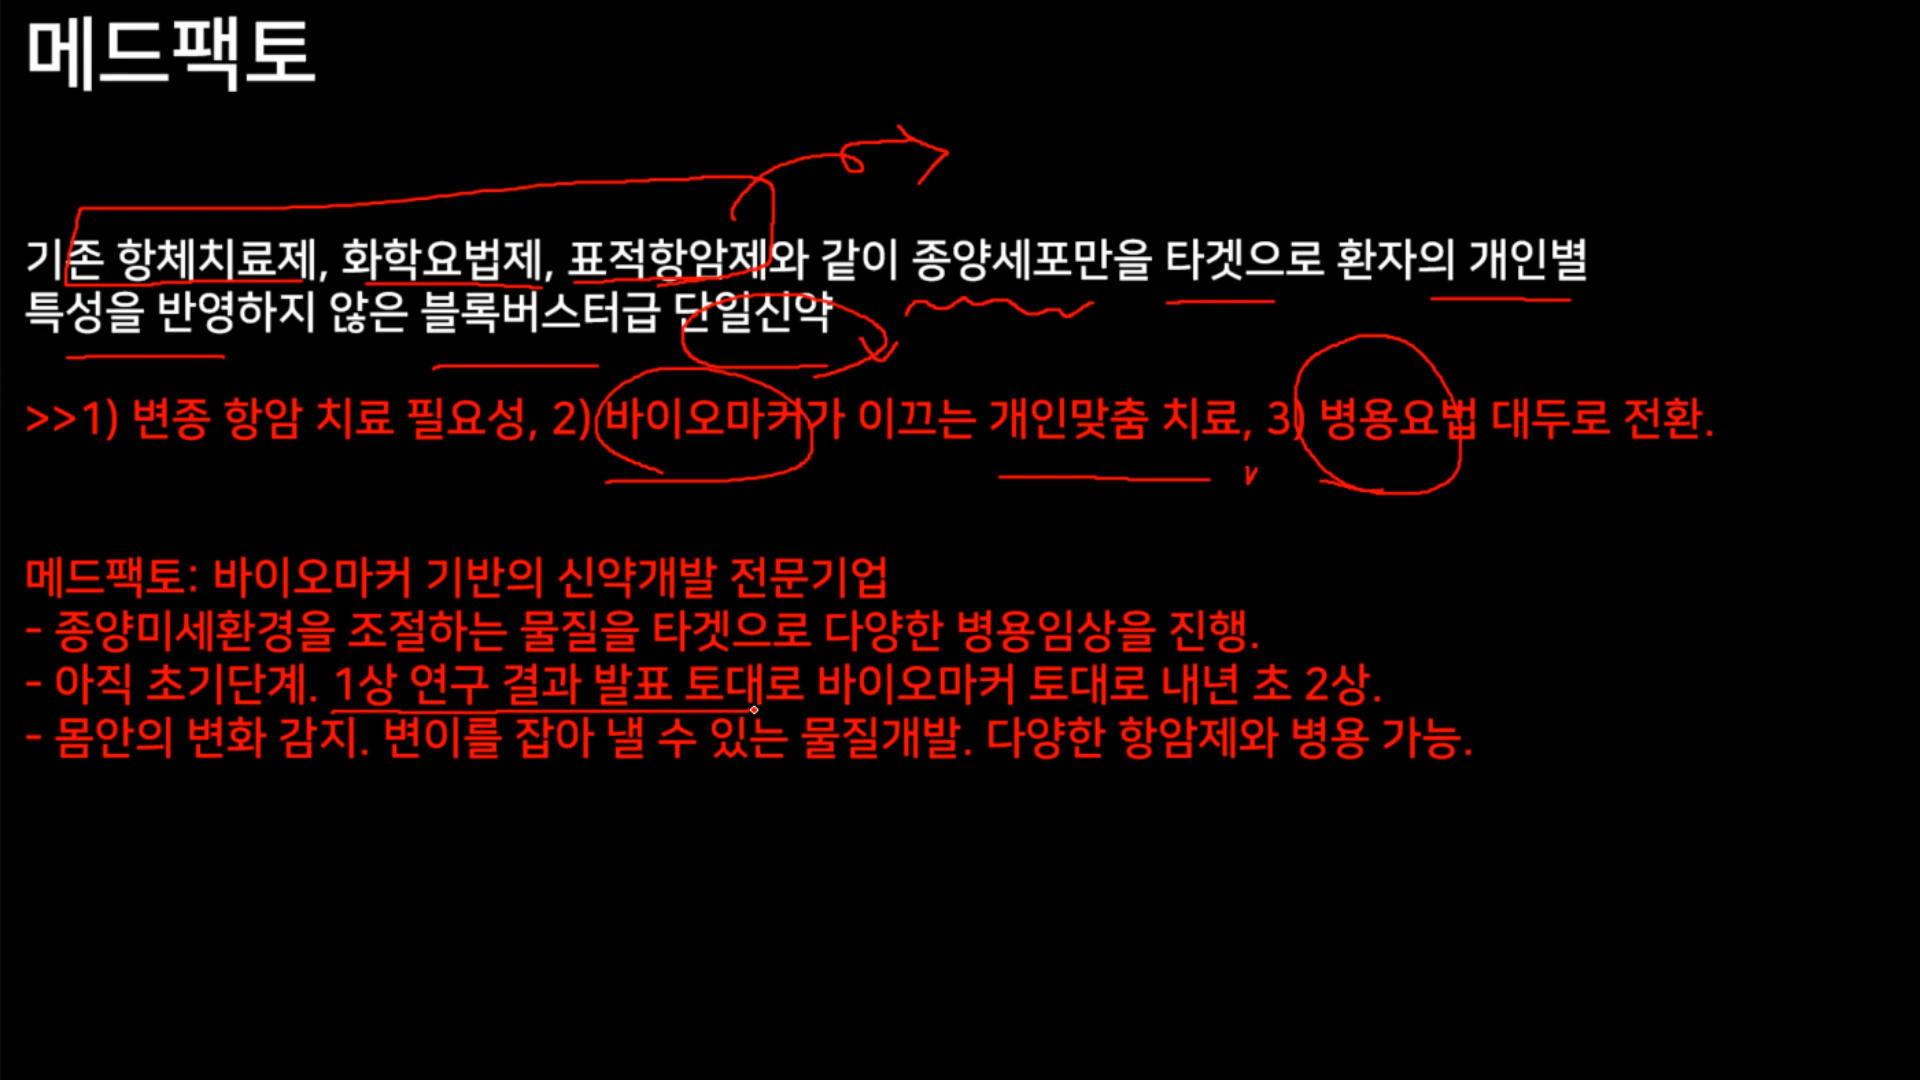 메드팩토
기존 항체치료제, 화학요법제, 표적항암제와 같이 종양세포만을 타겟으로 환자의 개인별
특성을 반영하지 않은 블록버스터급 단일신약
>>1) 변종 항암 치료 필요성, 2) 바이오마커가 이끄는 개인맞춤 치료, 3) 병용요법 대두로 전환.
메드팩토: 바이오마커 기반의 신약개발 전문기업
- 종양미세환경을 조절하는 물질을 타겟으로 다양한 병용임상을 진행.
- 아직 초기단계. 1상 연구 결과 발표 토대로 바이오마커 토대로 내년 초 2상.
- 몸안의 변화 감지. 변이를 잡아 낼 수 있는 물질개발. 다양한 항암제와 병용 가능.